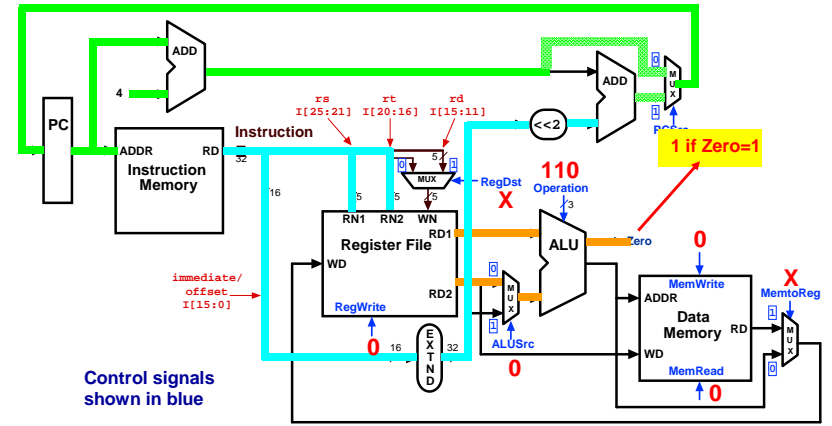 ADD
4
PC
ADDR
RD
Instruction
Memory
Instruction
32
16
rs
I[25:21]
rt
I[20:16]
rd
I[15:11]
5
0
1
MUX
5
5
5
RegDst
X
RN1
RN2
WN
RD1
Register File
WD
RD2
RegWrite
0
immediate/
offset
I[15:0]
16
EXTND
32
<<2
ADD
0
1
MUX
PCSrc
1 if Zero=1
110
Operation
3
ALU
Zero
0
1
MUX
ALUSrc
0
0
MemWrite
ADDR
Data
Memory
RD
WD
MemRead
0
X
MemtoReg
1
0
MUX
Control signals
shown in blue